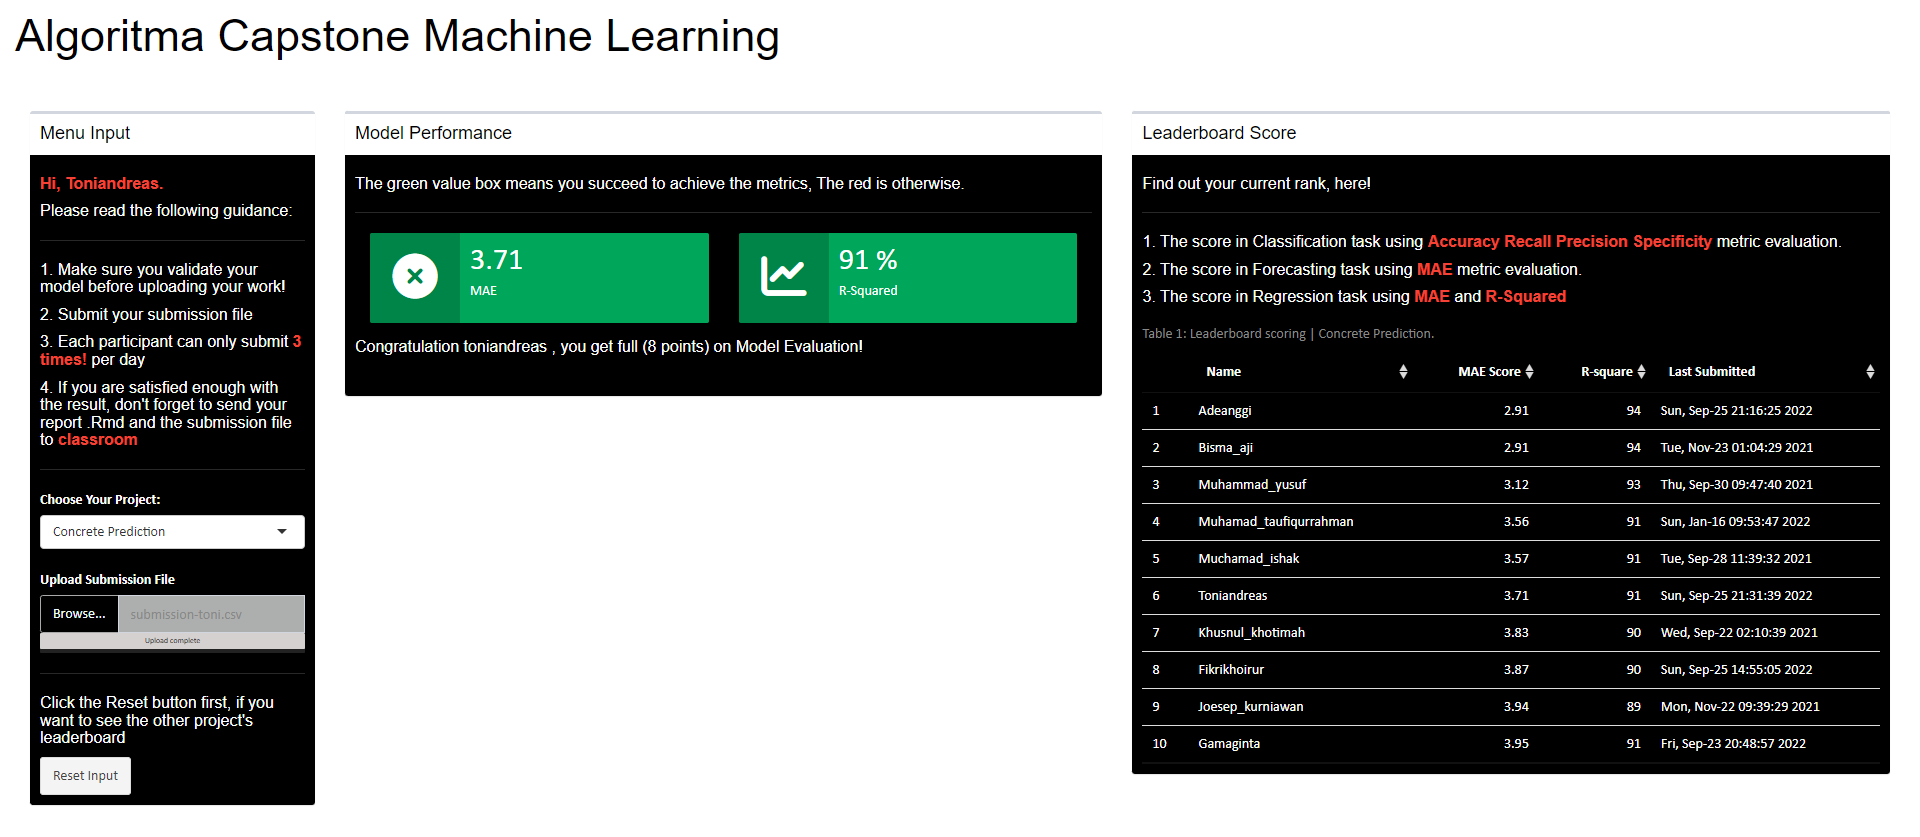 Algoritma Capstone Machine Learning
Menu Input
Hi, Toniandreas.
Please read the following guidance:
1. Make sure you validate your
model before uploading your work!
2. Submit your submission file
3. Each participant can only submit 3
times! per day
4. If you are satisfied enough with
the result, don't forget to send your
report .Rmd and the submission file
to classroom
Choose Your Project:
Concrete Prediction
Upload Submission File
Browse... submission-toni.csv
Upload complete
Click the Reset button first, if you
want to see the other project's
leaderboard
Reset Input
Model Performance
The green value box means you succeed to achieve the metrics, The red is otherwise.
3.71
MAE
91 %
R-Squared
Congratulation toniandreas , you get full (8 points) on Model Evaluation!
Leaderboard Score
Find out your current rank, here!
1. The score in Classification task using Accuracy Recall Precision Specificity metric evaluation.
2. The score in Forecasting task using MAE metric evaluation.
3. The score in Regression task using MAE and R-Squared
Table 1: Leaderboard scoring | Concrete Prediction.
Name MAE Score R-square Last Submitted
1 Adeanggi 2.91 94 Sun, Sep-25 21:16:25 2022
2 Bisma_aji 2.91 94 Tue, Nov-23 01:04:29 2021
3 Muhammad_yusuf 3.12 93 Thu, Sep-30 09:47:40 2021
4 Muhamad_taufiqurrahman 3.56 91 Sun, Jan-16 09:53:47 2022
5 Muchamad_ishak 3.57 91 Tue, Sep-28 11:39:32 2021
6 Toniandreas 3.71 91 Sun, Sep-25 21:31:39 2022
7 Khusnul_khotimah 3.83 90 Wed, Sep-22 02:10:39 2021
8 Fikrikhoirur 3.87 90 Sun, Sep-25 14:55:05 2022
9 Joesep_kurniawan 3.94 89 Mon, Nov-22 09:39:29 2021
10 Gamaginta 3.95 91 Fri, Sep-23 20:48:57 2022